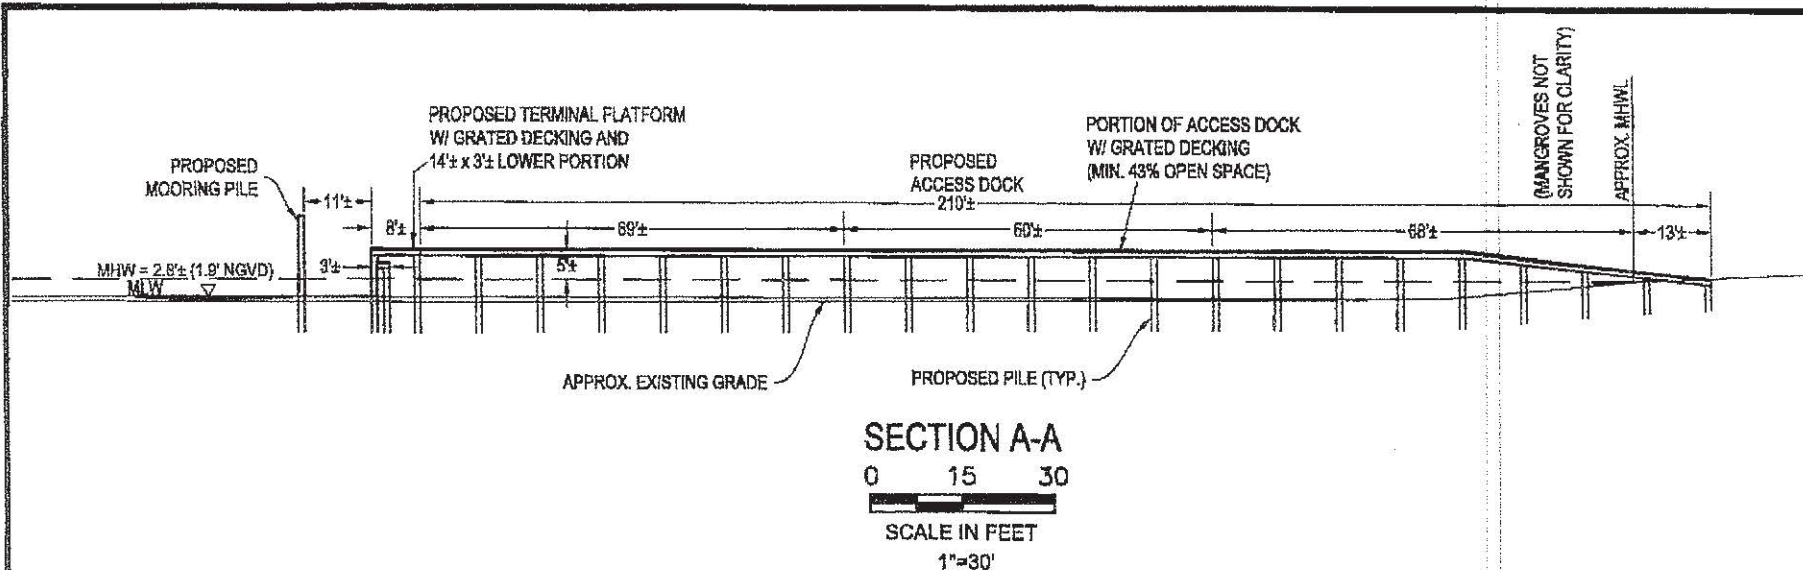 PROPOSED
MOORING PILE
PROPOSED TERMINAL PLATFORM
W/ GRATED DECKING AND
14'± x 3'± LOWER PORTION
PROPOSED
ACCESS DOCK
210'±
PORTION OF ACCESS DOCK
W/ GRATED DECKING
(MIN. 43% OPEN SPACE)
(MANGROVES NOT
SHOWN FOR CLARITY)
APPROX. MHWL
11'±
8'±
69'±
60'±
68'±
13'±
3'±
5'±
MHW = 2.8'± (1.9' NGVD)
MLW
APPROX. EXISTING GRADE
PROPOSED PILE (TYP.)
SECTION A-A
0 15 30
SCALE IN FEET
1"=30'